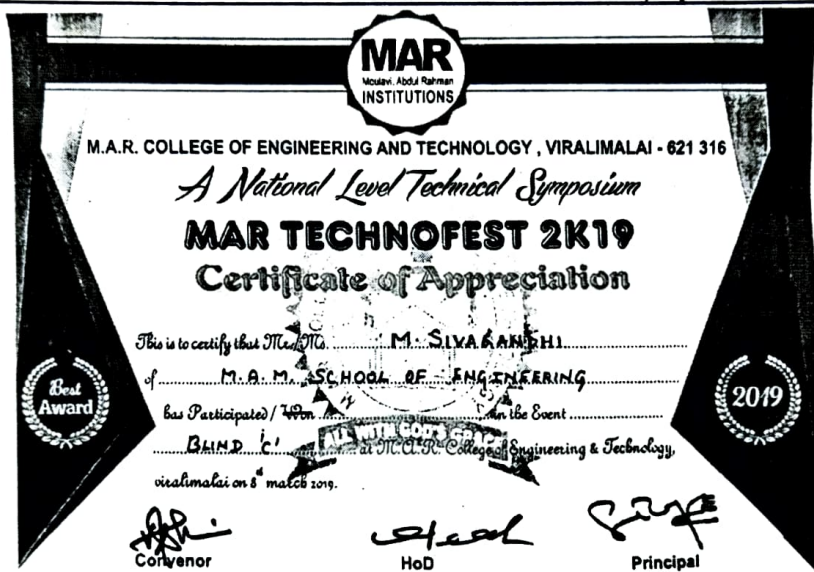 MAR
Moulavi. Abdul Rahman
INSTITUTIONS
M.A.R. COLLEGE OF ENGINEERING AND TECHNOLOGY , VIRALIMALAI - 621 316
A National Level Technical Symposium
MAR TECHNOFEST 2K19
Certificate of Appreciation
This is to certify that Mr./Ms. M. SIVAGANDHI
of M.A.M. SCHOOL OF ENGINEERING
has Participated / Won in the Event
BLIND 'C' at M.A.R. College of Engineering & Technology,
viralimalai on 8th march 2019.
Best
Award
2019
ALL WITH GOD'S GRACE
Convenor
HoD
Principal